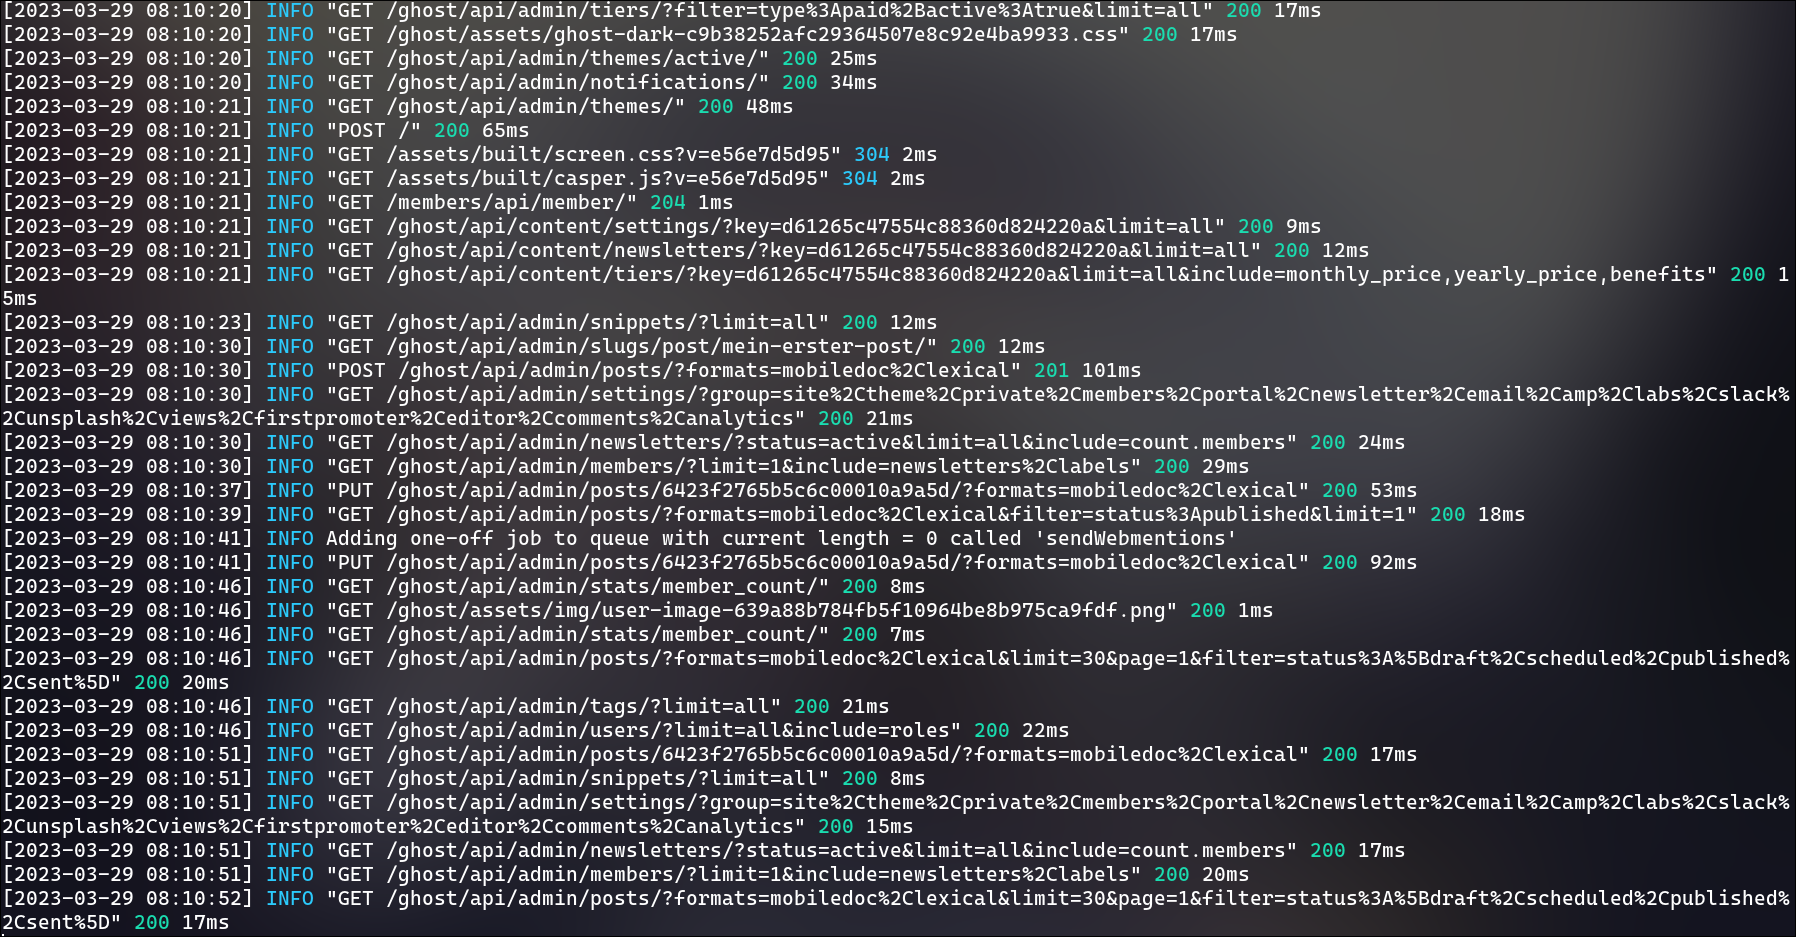 [2023-03-29 08:10:20] INFO "GET /ghost/api/admin/tiers/?filter=type%3Apaid%2Bactive%3Atrue&limit=all" 200 17ms
[2023-03-29 08:10:20] INFO "GET /ghost/assets/ghost-dark-c9b38252afc29364507e8c92e4ba9933.css" 200 17ms
[2023-03-29 08:10:20] INFO "GET /ghost/api/admin/themes/active/" 200 25ms
[2023-03-29 08:10:20] INFO "GET /ghost/api/admin/notifications/" 200 34ms
[2023-03-29 08:10:21] INFO "GET /ghost/api/admin/themes/" 200 48ms
[2023-03-29 08:10:21] INFO "POST /" 200 65ms
[2023-03-29 08:10:21] INFO "GET /assets/built/screen.css?v=e56e7d5d95" 304 2ms
[2023-03-29 08:10:21] INFO "GET /assets/built/casper.js?v=e56e7d5d95" 304 2ms
[2023-03-29 08:10:21] INFO "GET /members/api/member/" 204 1ms
[2023-03-29 08:10:21] INFO "GET /ghost/api/content/settings/?key=d61265c47554c88360d824220a&limit=all" 200 9ms
[2023-03-29 08:10:21] INFO "GET /ghost/api/content/newsletters/?key=d61265c47554c88360d824220a&limit=all" 200 12ms
[2023-03-29 08:10:21] INFO "GET /ghost/api/content/tiers/?key=d61265c47554c88360d824220a&limit=all&include=monthly_price,yearly_price,benefits" 200 1
5ms
[2023-03-29 08:10:23] INFO "GET /ghost/api/admin/snippets/?limit=all" 200 12ms
[2023-03-29 08:10:30] INFO "GET /ghost/api/admin/slugs/post/mein-erster-post/" 200 12ms
[2023-03-29 08:10:30] INFO "POST /ghost/api/admin/posts/?formats=mobiledoc%2Clexical" 201 101ms
[2023-03-29 08:10:30] INFO "GET /ghost/api/admin/settings/?group=site%2Ctheme%2Cprivate%2Cmembers%2Cportal%2Cnewsletter%2Cemail%2Camp%2Clabs%2Cslack%
2Cunsplash%2Cviews%2Cfirstpromoter%2Ceditor%2Ccomments%2Canalytics" 200 21ms
[2023-03-29 08:10:30] INFO "GET /ghost/api/admin/newsletters/?status=active&limit=all&include=count.members" 200 24ms
[2023-03-29 08:10:30] INFO "GET /ghost/api/admin/members/?limit=1&include=newsletters%2Clabels" 200 29ms
[2023-03-29 08:10:37] INFO "PUT /ghost/api/admin/posts/6423f2765b5c6c00010a9a5d/?formats=mobiledoc%2Clexical" 200 53ms
[2023-03-29 08:10:39] INFO "GET /ghost/api/admin/posts/?formats=mobiledoc%2Clexical&filter=status%3Apublished&limit=1" 200 18ms
[2023-03-29 08:10:41] INFO Adding one-off job to queue with current length = 0 called 'sendWebmentions'
[2023-03-29 08:10:41] INFO "PUT /ghost/api/admin/posts/6423f2765b5c6c00010a9a5d/?formats=mobiledoc%2Clexical" 200 92ms
[2023-03-29 08:10:46] INFO "GET /ghost/api/admin/stats/member_count/" 200 8ms
[2023-03-29 08:10:46] INFO "GET /ghost/assets/img/user-image-639a88b784fb5f10964be8b975ca9fdf.png" 200 1ms
[2023-03-29 08:10:46] INFO "GET /ghost/api/admin/stats/member_count/" 200 7ms
[2023-03-29 08:10:46] INFO "GET /ghost/api/admin/posts/?formats=mobiledoc%2Clexical&limit=30&page=1&filter=status%3A%5Bdraft%2Cscheduled%2Cpublished%
2Csent%5D" 200 20ms
[2023-03-29 08:10:46] INFO "GET /ghost/api/admin/tags/?limit=all" 200 21ms
[2023-03-29 08:10:46] INFO "GET /ghost/api/admin/users/?limit=all&include=roles" 200 22ms
[2023-03-29 08:10:51] INFO "GET /ghost/api/admin/posts/6423f2765b5c6c00010a9a5d/?formats=mobiledoc%2Clexical" 200 17ms
[2023-03-29 08:10:51] INFO "GET /ghost/api/admin/snippets/?limit=all" 200 8ms
[2023-03-29 08:10:51] INFO "GET /ghost/api/admin/settings/?group=site%2Ctheme%2Cprivate%2Cmembers%2Cportal%2Cnewsletter%2Cemail%2Camp%2Clabs%2Cslack%
2Cunsplash%2Cviews%2Cfirstpromoter%2Ceditor%2Ccomments%2Canalytics" 200 15ms
[2023-03-29 08:10:51] INFO "GET /ghost/api/admin/newsletters/?status=active&limit=all&include=count.members" 200 17ms
[2023-03-29 08:10:51] INFO "GET /ghost/api/admin/members/?limit=1&include=newsletters%2Clabels" 200 20ms
[2023-03-29 08:10:52] INFO "GET /ghost/api/admin/posts/?formats=mobiledoc%2Clexical&limit=30&page=1&filter=status%3A%5Bdraft%2Cscheduled%2Cpublished%
2Csent%5D" 200 17ms